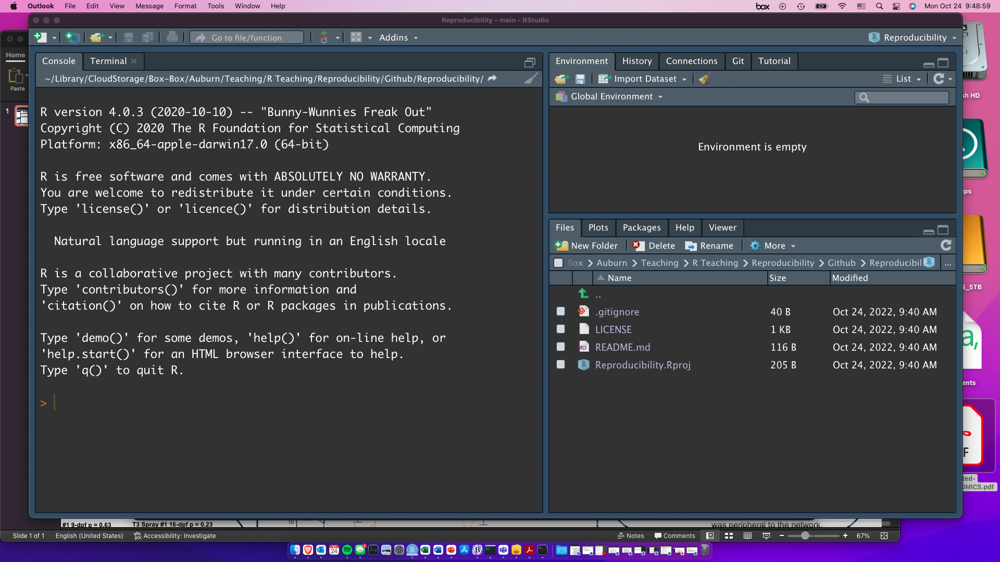 Outlook File Edit View Message Format Tools Window Help
box Mon Oct 24 9:48:59
Reproducibility - main - RStudio
Go to file/function
Addins
Reproducibility
Home
Paste
1
Console Terminal
~/Library/CloudStorage/Box-Box/Auburn/Teaching/R Teaching/Reproducibility/Github/Reproducibility/
R version 4.0.3 (2020-10-10) -- "Bunny-Wunnies Freak Out"
Copyright (C) 2020 The R Foundation for Statistical Computing
Platform: x86_64-apple-darwin17.0 (64-bit)
R is free software and comes with ABSOLUTELY NO WARRANTY.
You are welcome to redistribute it under certain conditions.
Type 'license()' or 'licence()' for distribution details.
Natural language support but running in an English locale
R is a collaborative project with many contributors.
Type 'contributors()' for more information and
'citation()' on how to cite R or R packages in publications.
Type 'demo()' for some demos, 'help()' for on-line help, or
'help.start()' for an HTML browser interface to help.
Type 'q()' to quit R.
>
Environment History Connections Git Tutorial
Import Dataset List
Global Environment
Environment is empty
Files Plots Packages Help Viewer
New Folder Delete Rename More
Box Auburn Teaching R Teaching Reproducibility Github Reproducibil ...
Name Size Modified
..
.gitignore 40 B Oct 24, 2022, 9:40 AM
LICENSE 1 KB Oct 24, 2022, 9:40 AM
README.md 116 B Oct 24, 2022, 9:40 AM
Reproducibility.Rproj 205 B Oct 24, 2022, 9:40 AM
sh HD
ups
S_5TB
a,
ents
F
ted-
OMICS.pdf
#1 9-dpf p = 0.63 T3 Spray #1 16-dpf p = 0.23
10
was peripheral to the network.
Slide 1 of 1 English (United States) Accessibility: Investigate
Notes Comments 67%
OCT
24